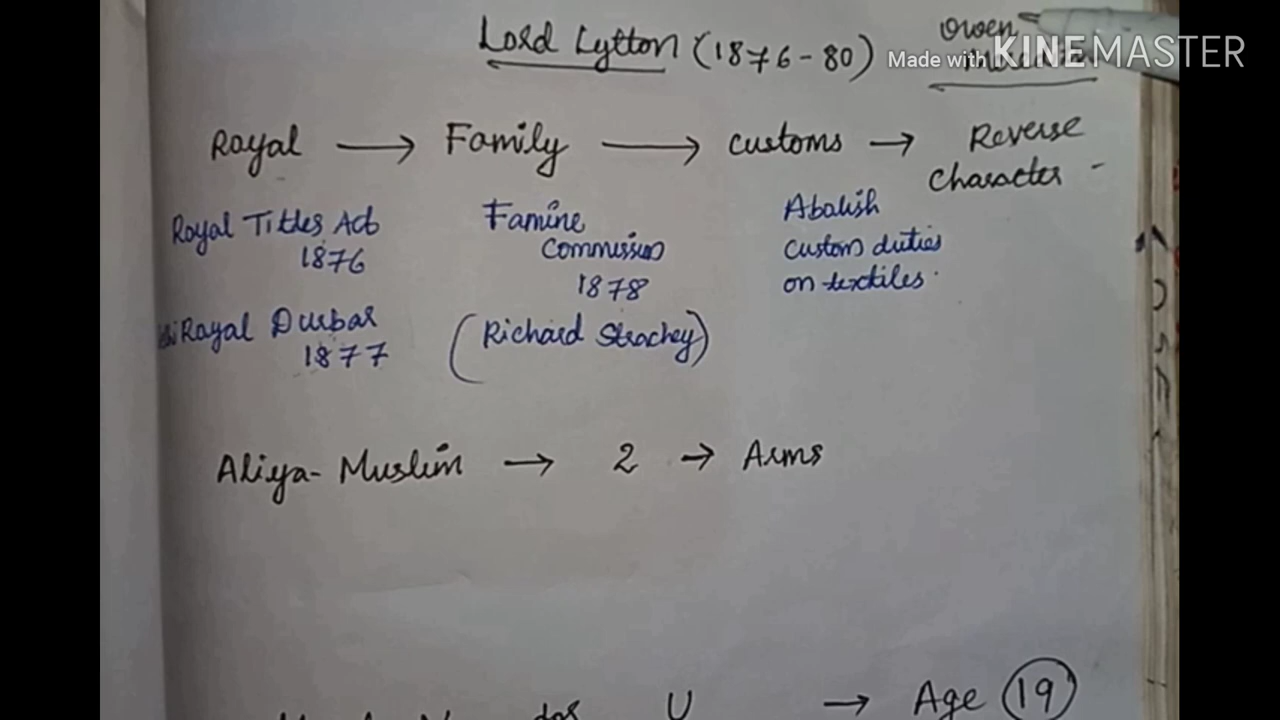 Lord Lytton (1876-80) Owen
Made with KINEMASTER
Royal → Family → customs → Reverse
Character -
Royal Titles Act
1876
Famine
Commission
1878
Abolish
custom duties
on textiles.
Royal Durbar
1877
(Richard Strachey)
Aliya- Muslim → 2 → Arms
U → Age 19